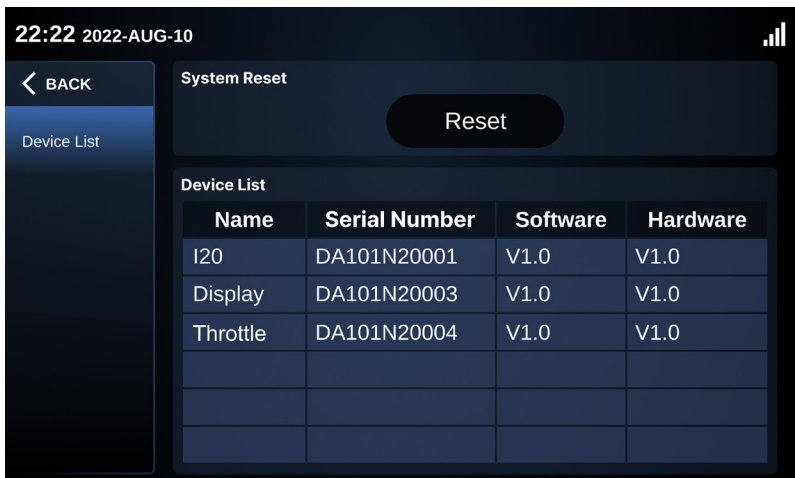 22:22 2022-AUG-10
BACK
Device List
System Reset
Reset
Device List
Name Serial Number Software Hardware
I20 DA101N20001 V1.0 V1.0
Display DA101N20003 V1.0 V1.0
Throttle DA101N20004 V1.0 V1.0